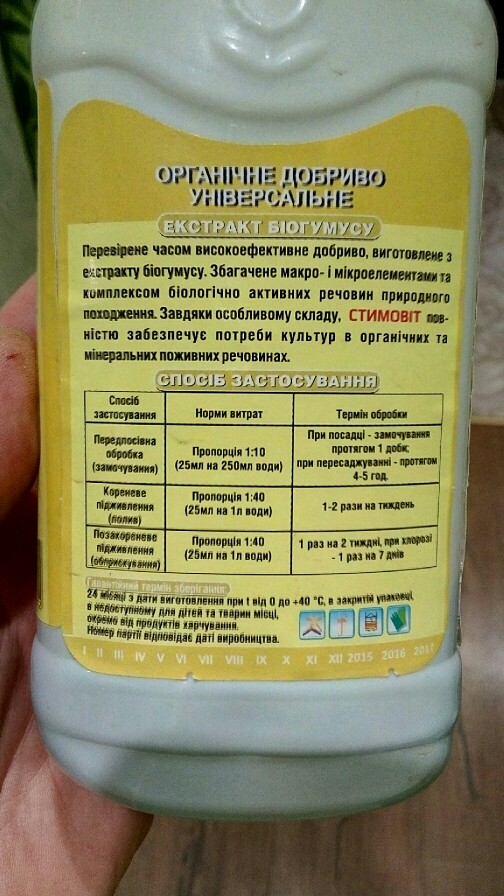 ОРГАНІЧНЕ ДОБРИВО
УНІВЕРСАЛЬНЕ
ЕКСТРАКТ БІОГУМУСУ
Перевірене часом високоефективне добриво, виготовлене з
екстракту біогумусу. Збагачене макро- і мікроелементами та
комплексом біологічно активних речовин природного
походження. Завдяки особливому складу, СТИМОВІТ пов-
ністю забезпечує потреби культур в органічних та
мінеральних поживних речовинах.
СПОСІБ ЗАСТОСУВАННЯ
Спосіб застосування Норми витрат Термін обробки
Передпосівна обробка (замочування) Пропорція 1:10 (25мл на 250мл води) При посадці - замочування протягом 1 доби; при пересаджуванні - протягом 4-5 год.
Кореневе підживлення (полив) Пропорція 1:40 (25мл на 1л води) 1-2 рази на тиждень
Позакореневе підживлення (обприскування) Пропорція 1:40 (25мл на 1л води) 1 раз на 2 тижні, при хлорозі - 1 раз на 7 днів
Гарантійний термін зберігання:
24 місяці з дати виготовлення при t від 0 до +40 °С, в закритій упаковці,
в недоступному для дітей та тварин місці,
окремо від продуктів харчування.
Номер партії відповідає даті виробництва.
I II III IV V VI VII VIII IX X XI XII 2015 2016 2017